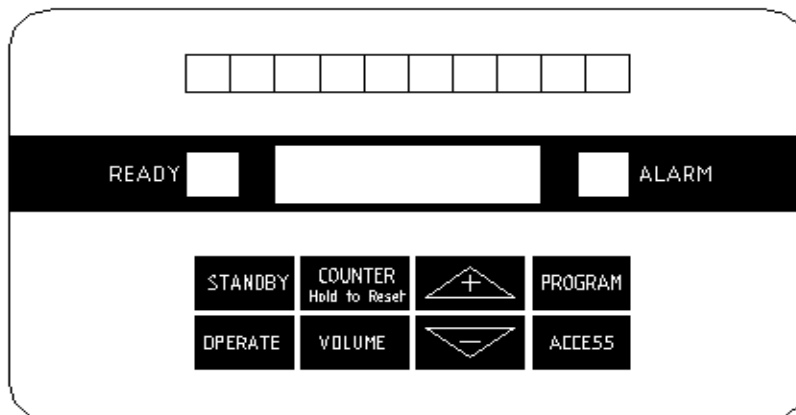 READY
ALARM
STANDBY
COUNTER
Hold to Reset
+
PROGRAM
OPERATE
VOLUME
−
ACCESS